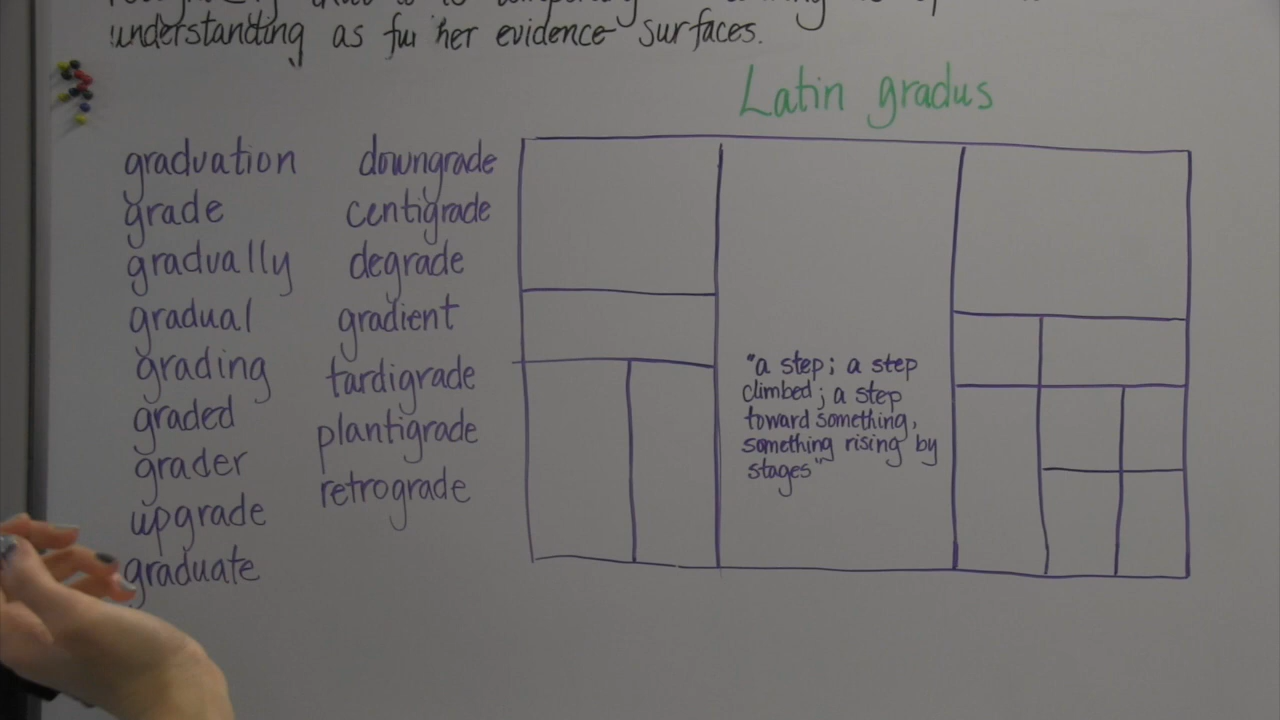 understanding as further evidence surfaces.
Latin gradus
graduation
grade
gradually
gradual
grading
graded
grader
upgrade
graduate
downgrade
centigrade
degrade
gradient
tardigrade
plantigrade
retrograde
"a step; a step
climbed; a step
toward something,
something rising by
stages"